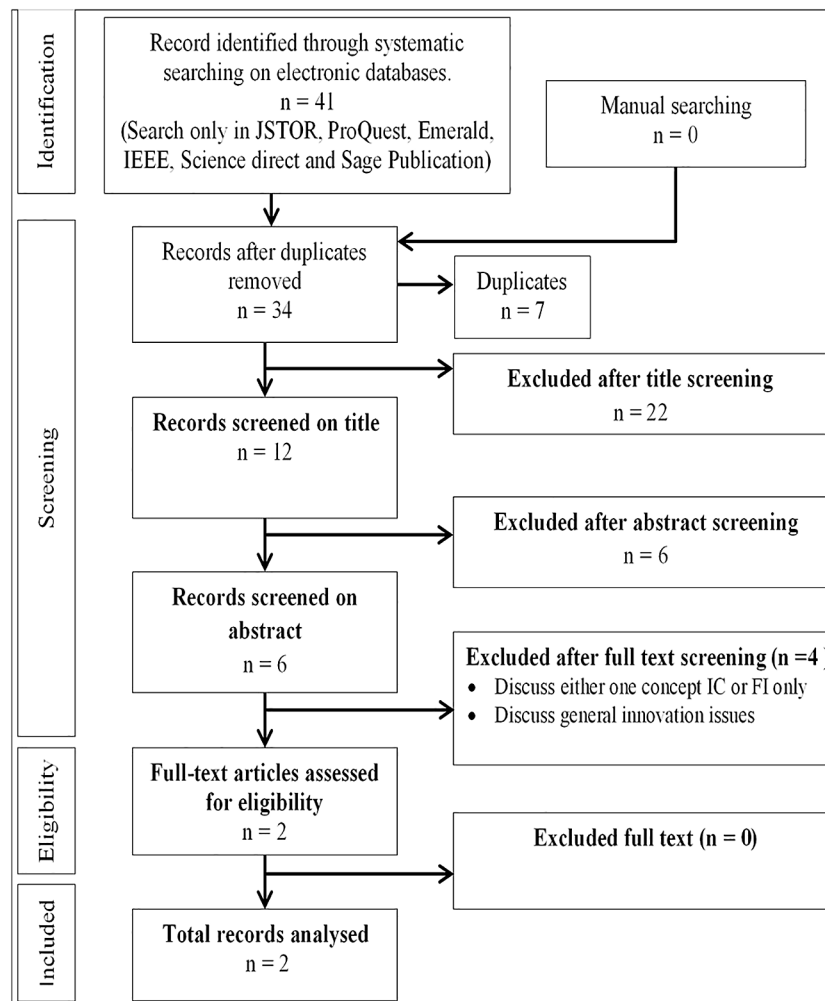 Identification
Record identified through systematic
searching on electronic databases.
n = 41
(Search only in JSTOR, ProQuest, Emerald,
IEEE, Science direct and Sage Publication)
Manual searching
n = 0
Screening
Records after duplicates
removed
n = 34
Duplicates
n = 7
Excluded after title screening
n = 22
Records screened on title
n = 12
Excluded after abstract screening
n = 6
Records screened on
abstract
n = 6
Excluded after full text screening (n =4 )
• Discuss either one concept IC or FI only
• Discuss general innovation issues
Eligibility
Full-text articles assessed
for eligibility
n = 2
Excluded full text (n = 0)
Included
Total records analysed
n = 2